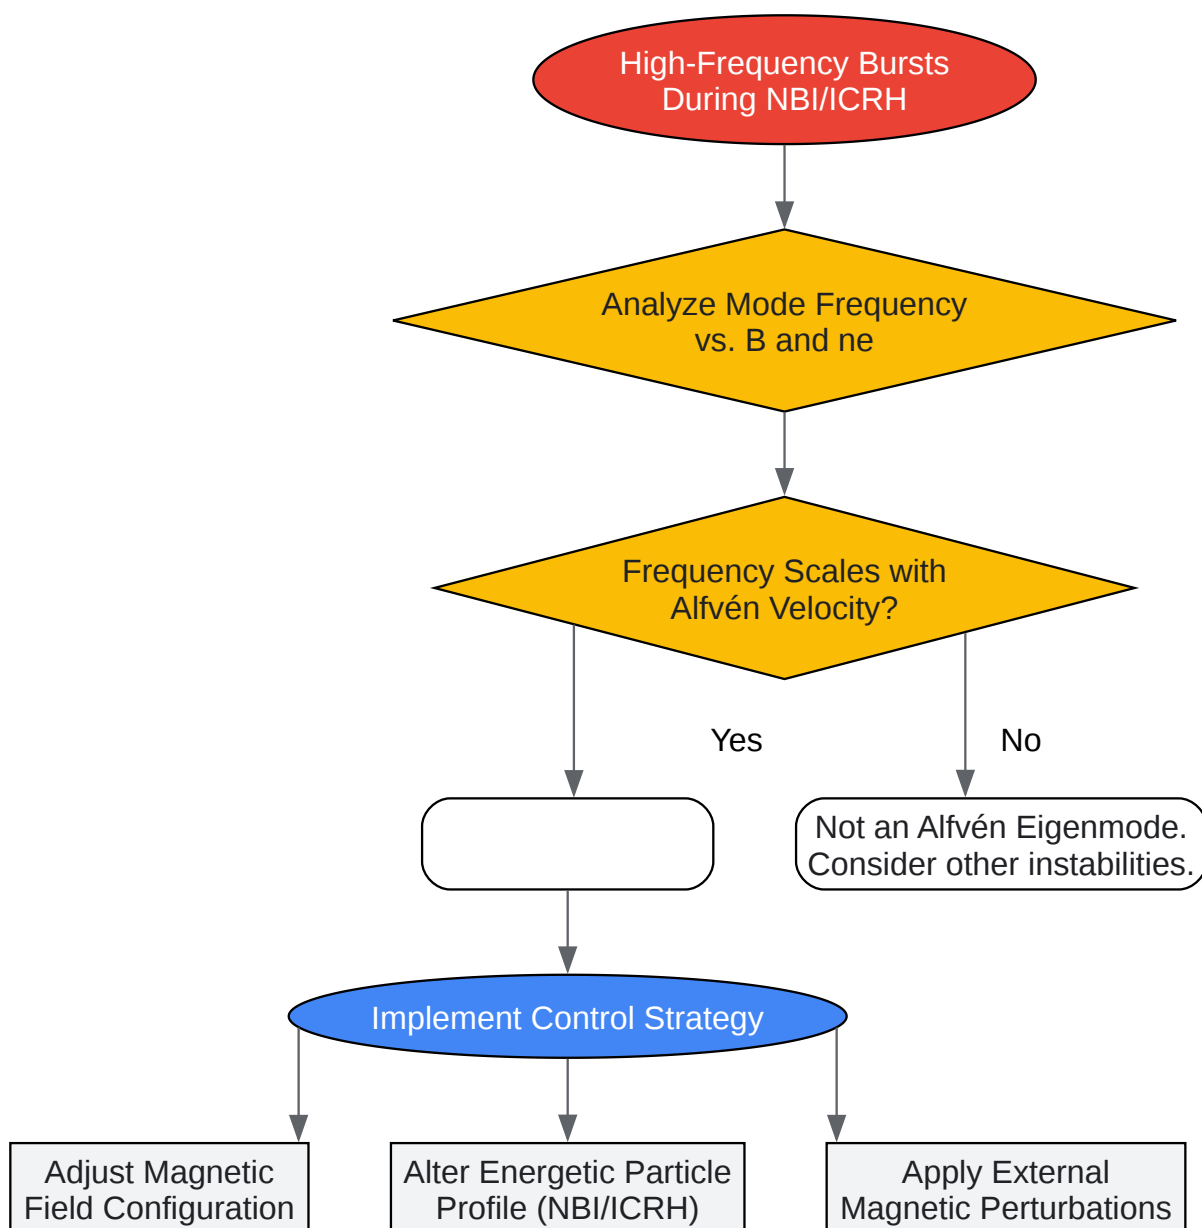 High-Frequency Bursts
During NBI/ICRH
Analyze Mode Frequency
vs. B and ne
Frequency Scales with
Alfvén Velocity?
Yes
No
Not an Alfvén Eigenmode.
Consider other instabilities.
Implement Control Strategy
Adjust Magnetic
Field Configuration
Alter Energetic Particle
Profile (NBI/ICRH)
Apply External
Magnetic Perturbations